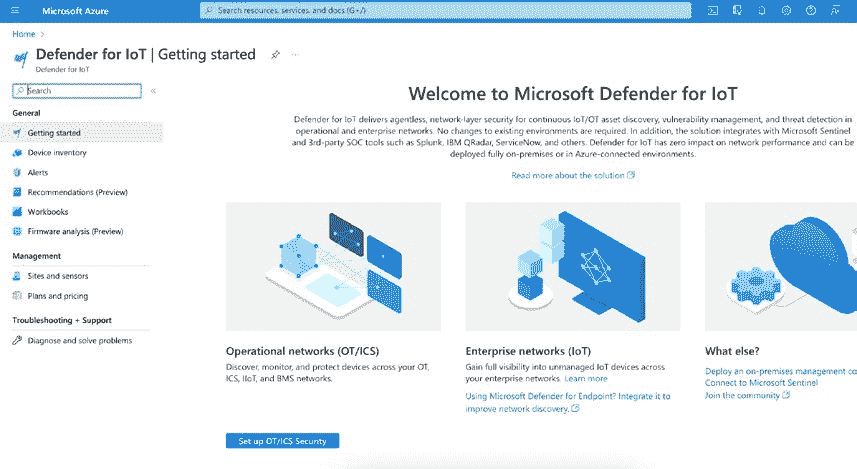 Microsoft Azure
Search resources, services, and docs (G+/)
Home
Defender for IoT | Getting started
Defender for IoT
Search
General
Getting started
Device inventory
Alerts
Recommendations (Preview)
Workbooks
Firmware analysis (Preview)
Management
Sites and sensors
Plans and pricing
Troubleshooting + Support
Diagnose and solve problems
Welcome to Microsoft Defender for IoT
Defender for IoT delivers agentless, network-layer security for continuous IoT/OT asset discovery, vulnerability management, and threat detection in
operational and enterprise networks. No changes to existing environments are required. In addition, the solution integrates with Microsoft Sentinel
and 3rd-party SOC tools such as Splunk, IBM QRadar, ServiceNow, and others. Defender for IoT has zero impact on network performance and can be
deployed fully on-premises or in Azure-connected environments.
Read more about the solution
Operational networks (OT/ICS)
Discover, monitor, and protect devices across your OT,
ICS, IIoT, and BMS networks.
Set up OT/ICS Security
Enterprise networks (IoT)
Gain full visibility into unmanaged IoT devices across
your enterprise networks. Learn more
Using Microsoft Defender for Endpoint? Integrate it to
improve network discovery.
What else?
Deploy an on-premises management co
Connect to Microsoft Sentinel
Join the community